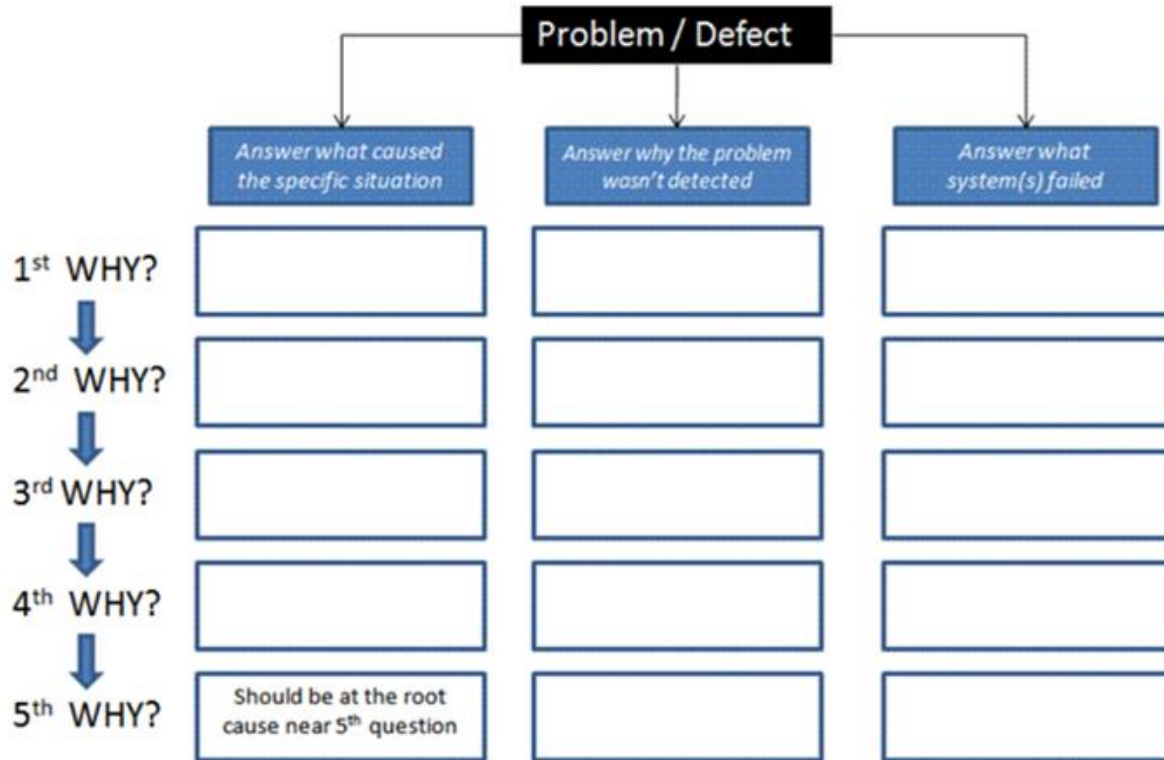 Problem / Defect
Answer what caused
the specific situation
Answer why the problem
wasn't detected
Answer what
system(s) failed
1st WHY?
2nd WHY?
3rd WHY?
4th WHY?
5th WHY?
Should be at the root
cause near 5th question